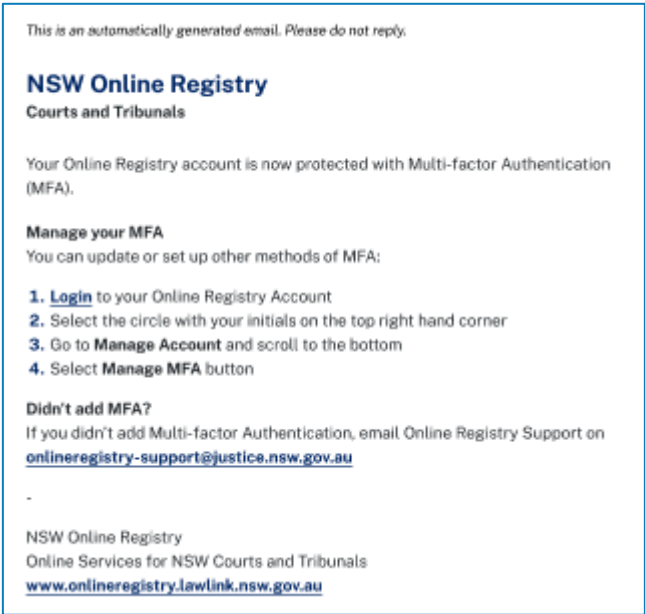 This is an automatically generated email. Please do not reply.
NSW Online Registry
Courts and Tribunals
Your Online Registry account is now protected with Multi-factor Authentication
(MFA).
Manage your MFA
You can update or set up other methods of MFA:
1. Login to your Online Registry Account
2. Select the circle with your initials on the top right hand corner
3. Go to Manage Account and scroll to the bottom
4. Select Manage MFA button
Didn't add MFA?
If you didn't add Multi-factor Authentication, email Online Registry Support on
onlineregistry-support@justice.nsw.gov.au
-
NSW Online Registry
Online Services for NSW Courts and Tribunals
www.onlineregistry.lawlink.nsw.gov.au